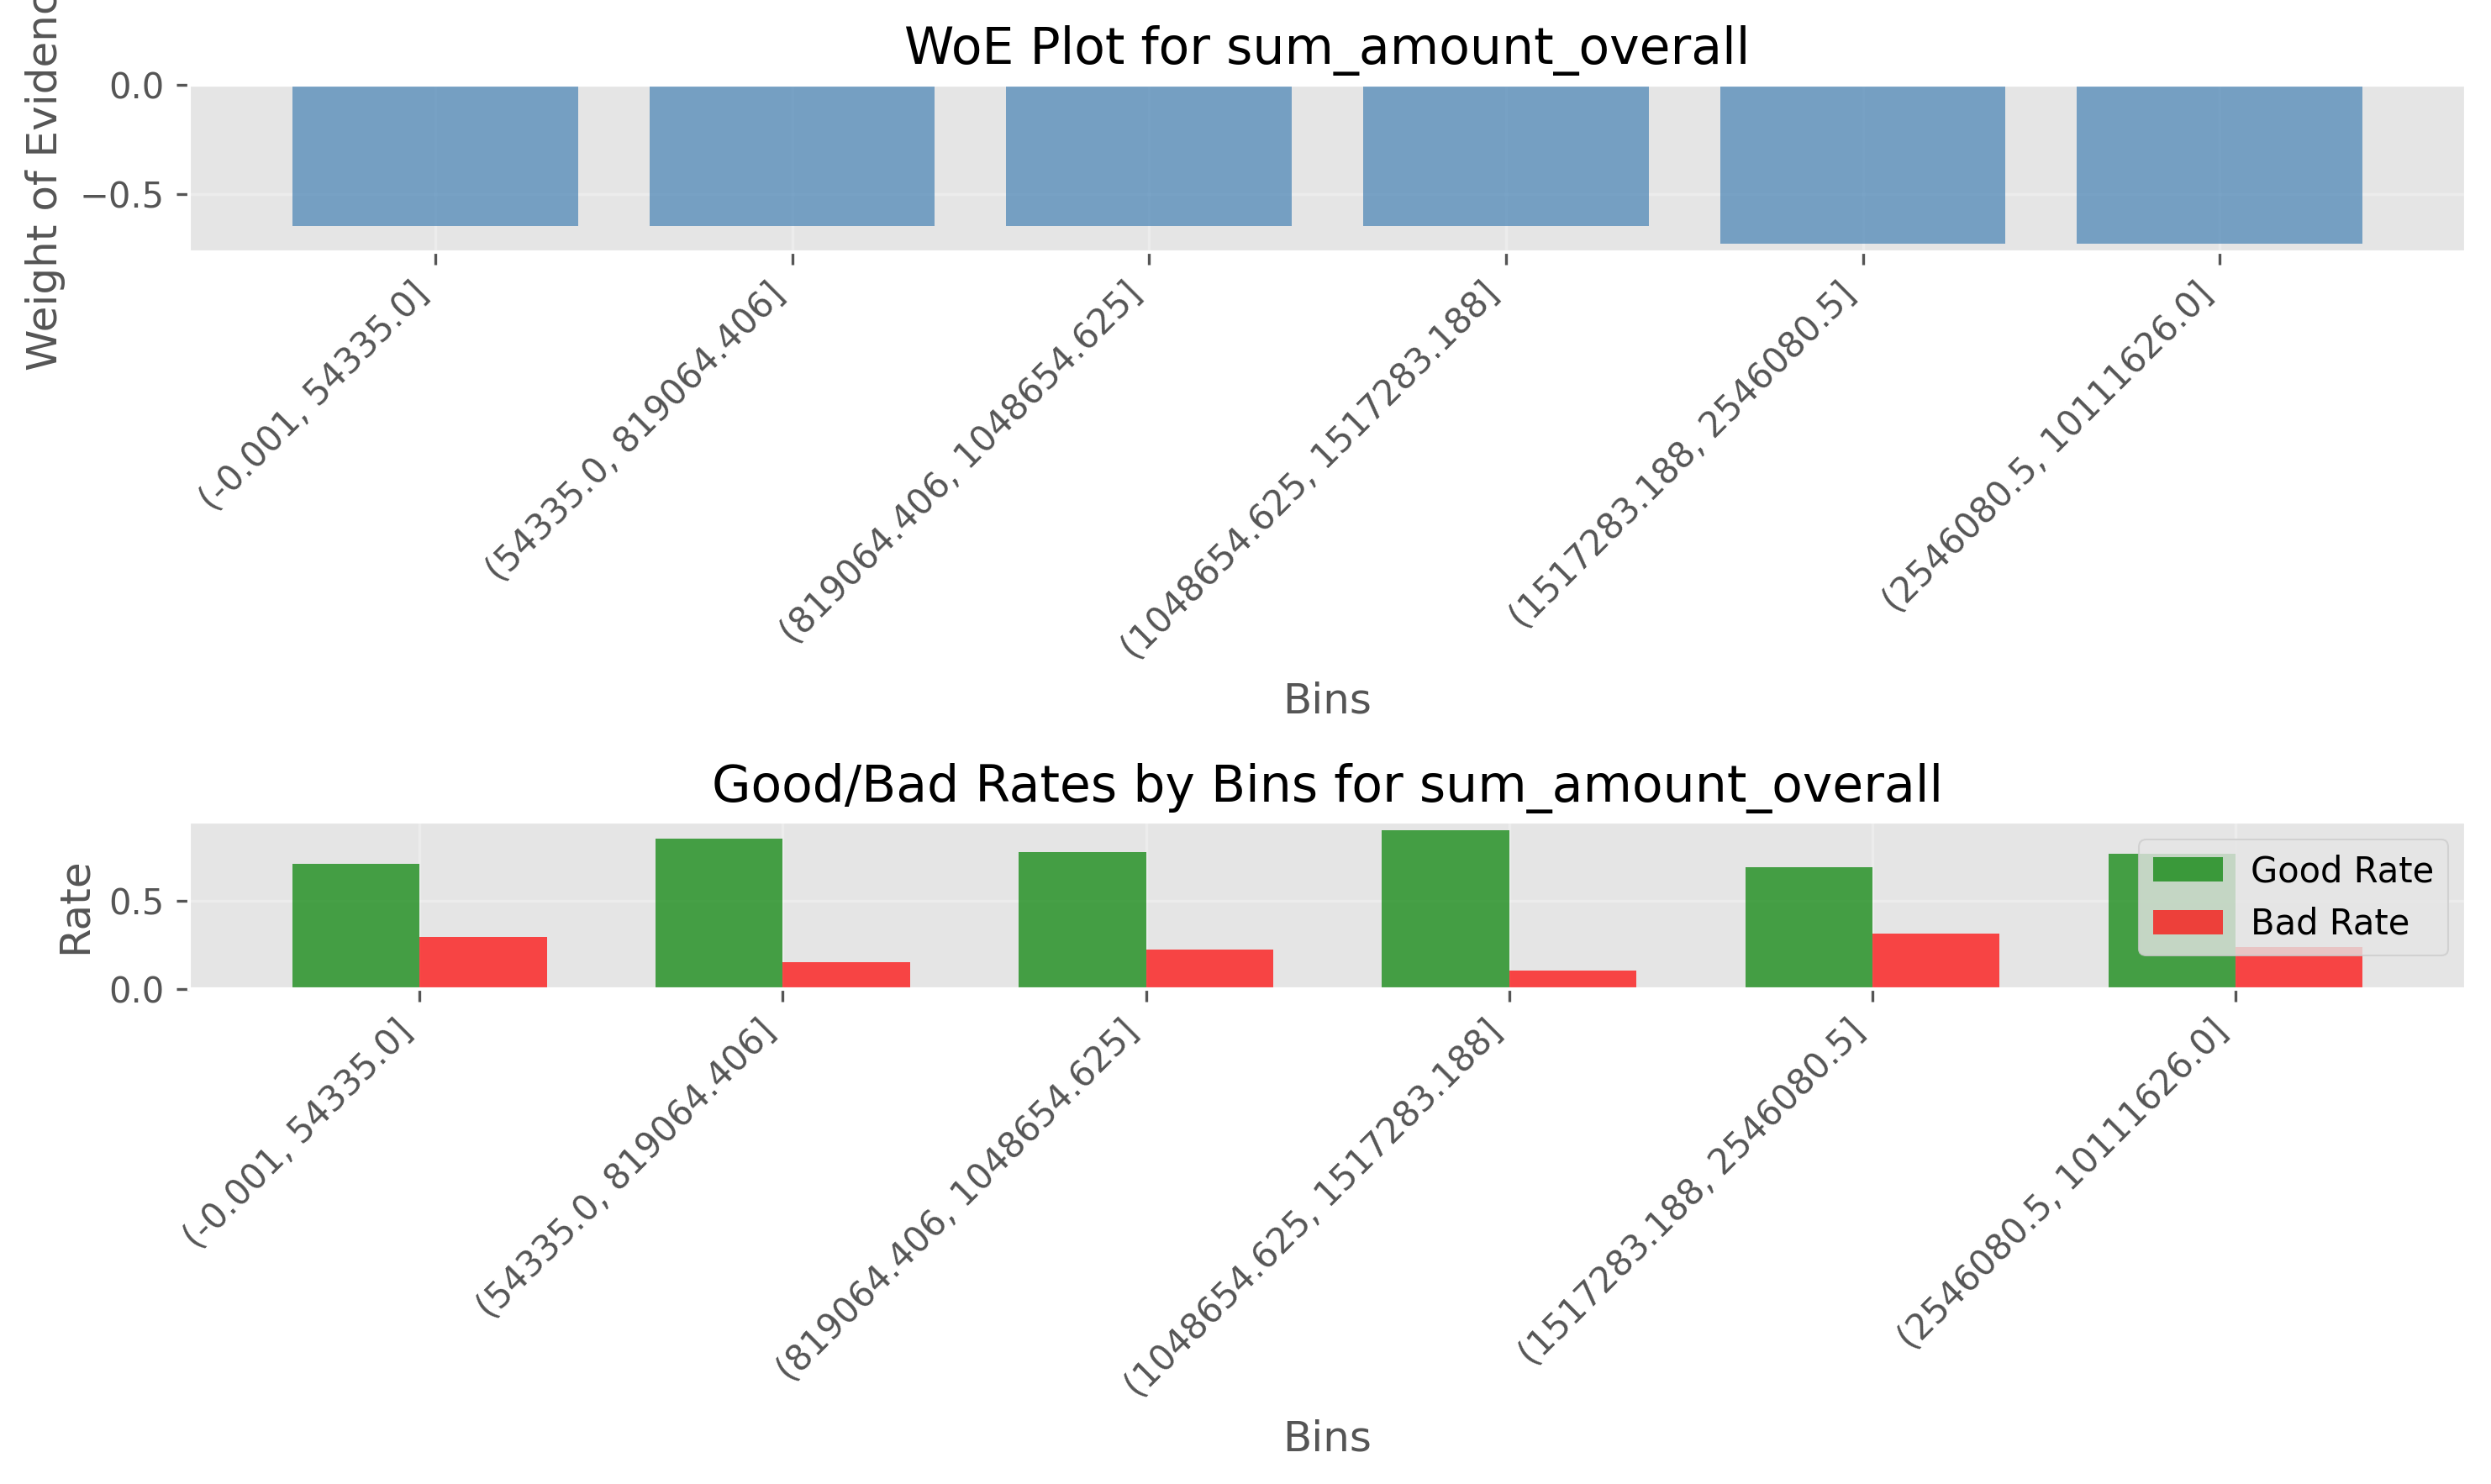 WoE Plot for sum_amount_overall
Weight of Eviden
0.0
−0.5
(-0.001, 54335.0]
(54335.0, 819064.406]
(819064.406, 1048654.625]
(1048654.625, 1517283.188]
(1517283.188, 2546080.5]
(2546080.5, 10111626.0]
Bins
Good/Bad Rates by Bins for sum_amount_overall
Rate
0.5
0.0
Good Rate
Bad Rate
(-0.001, 54335.0]
(54335.0, 819064.406]
(819064.406, 1048654.625]
(1048654.625, 1517283.188]
(1517283.188, 2546080.5]
(2546080.5, 10111626.0]
Bins